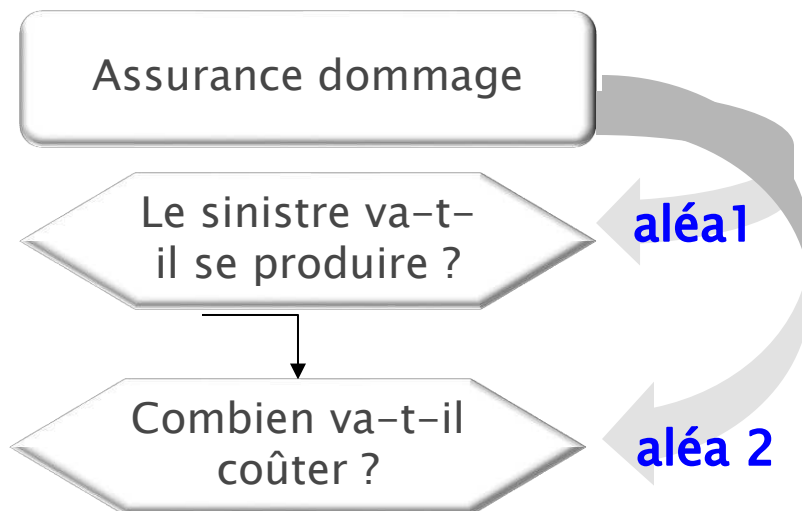 Assurance dommage
Le sinistre va-t-
il se produire ?
aléa1
Combien va-t-il
coûter ?
aléa 2